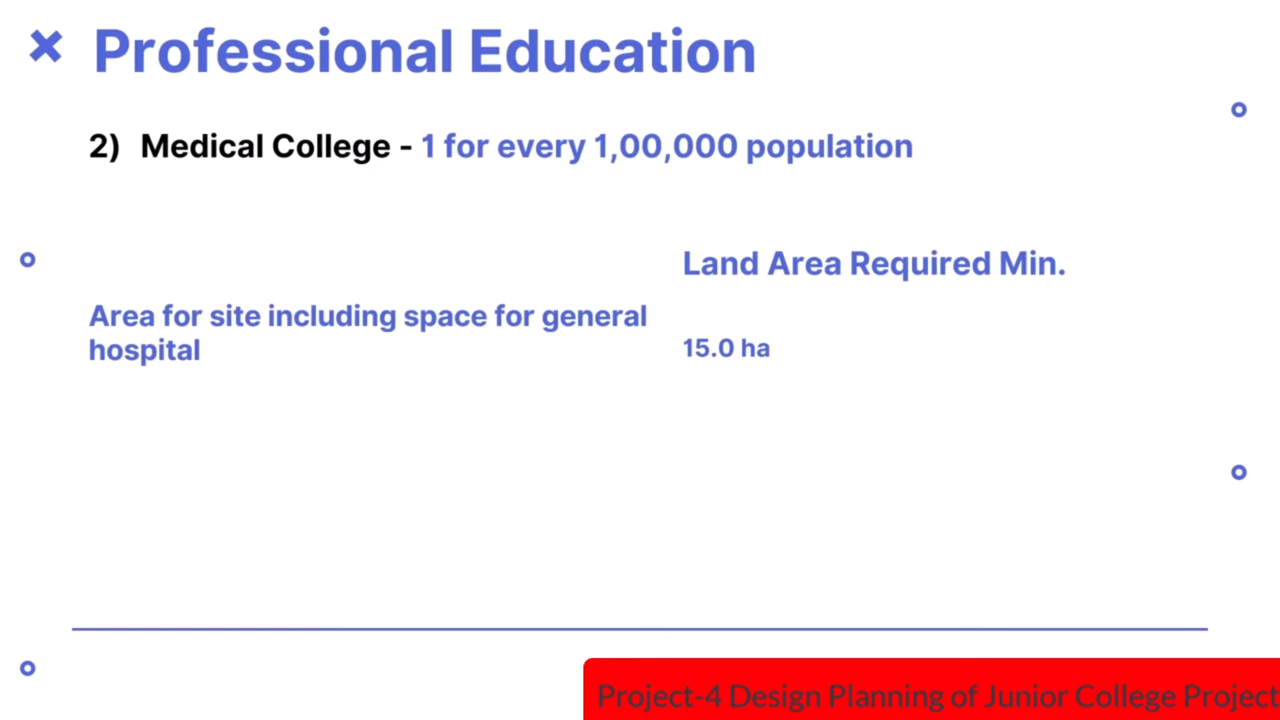 Professional Education
2) Medical College - 1 for every 1,00,000 population
Land Area Required Min.
Area for site including space for general
hospital
15.0 ha
Project-4 Design Planning of Junior College Project